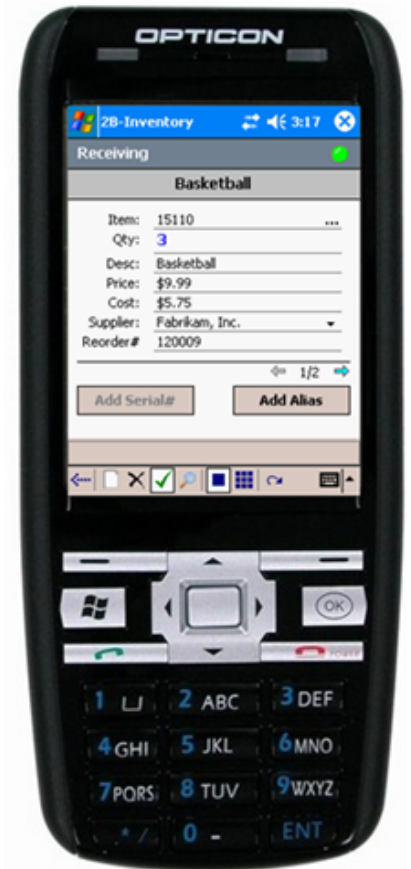 OPTICON
2B-Inventory 3:17
Receiving
Basketball
Item: 15110 ...
Qty: 3
Desc: Basketball
Price: $9.99
Cost: $5.75
Supplier: Fabrikam, Inc.
Reorder# 120009
1/2
Add Serial# Add Alias
OK
POWER
1 2 ABC 3 DEF
4 GHI 5 JKL 6 MNO
7 PQRS 8 TUV 9 WXYZ
* / 0 - ENT